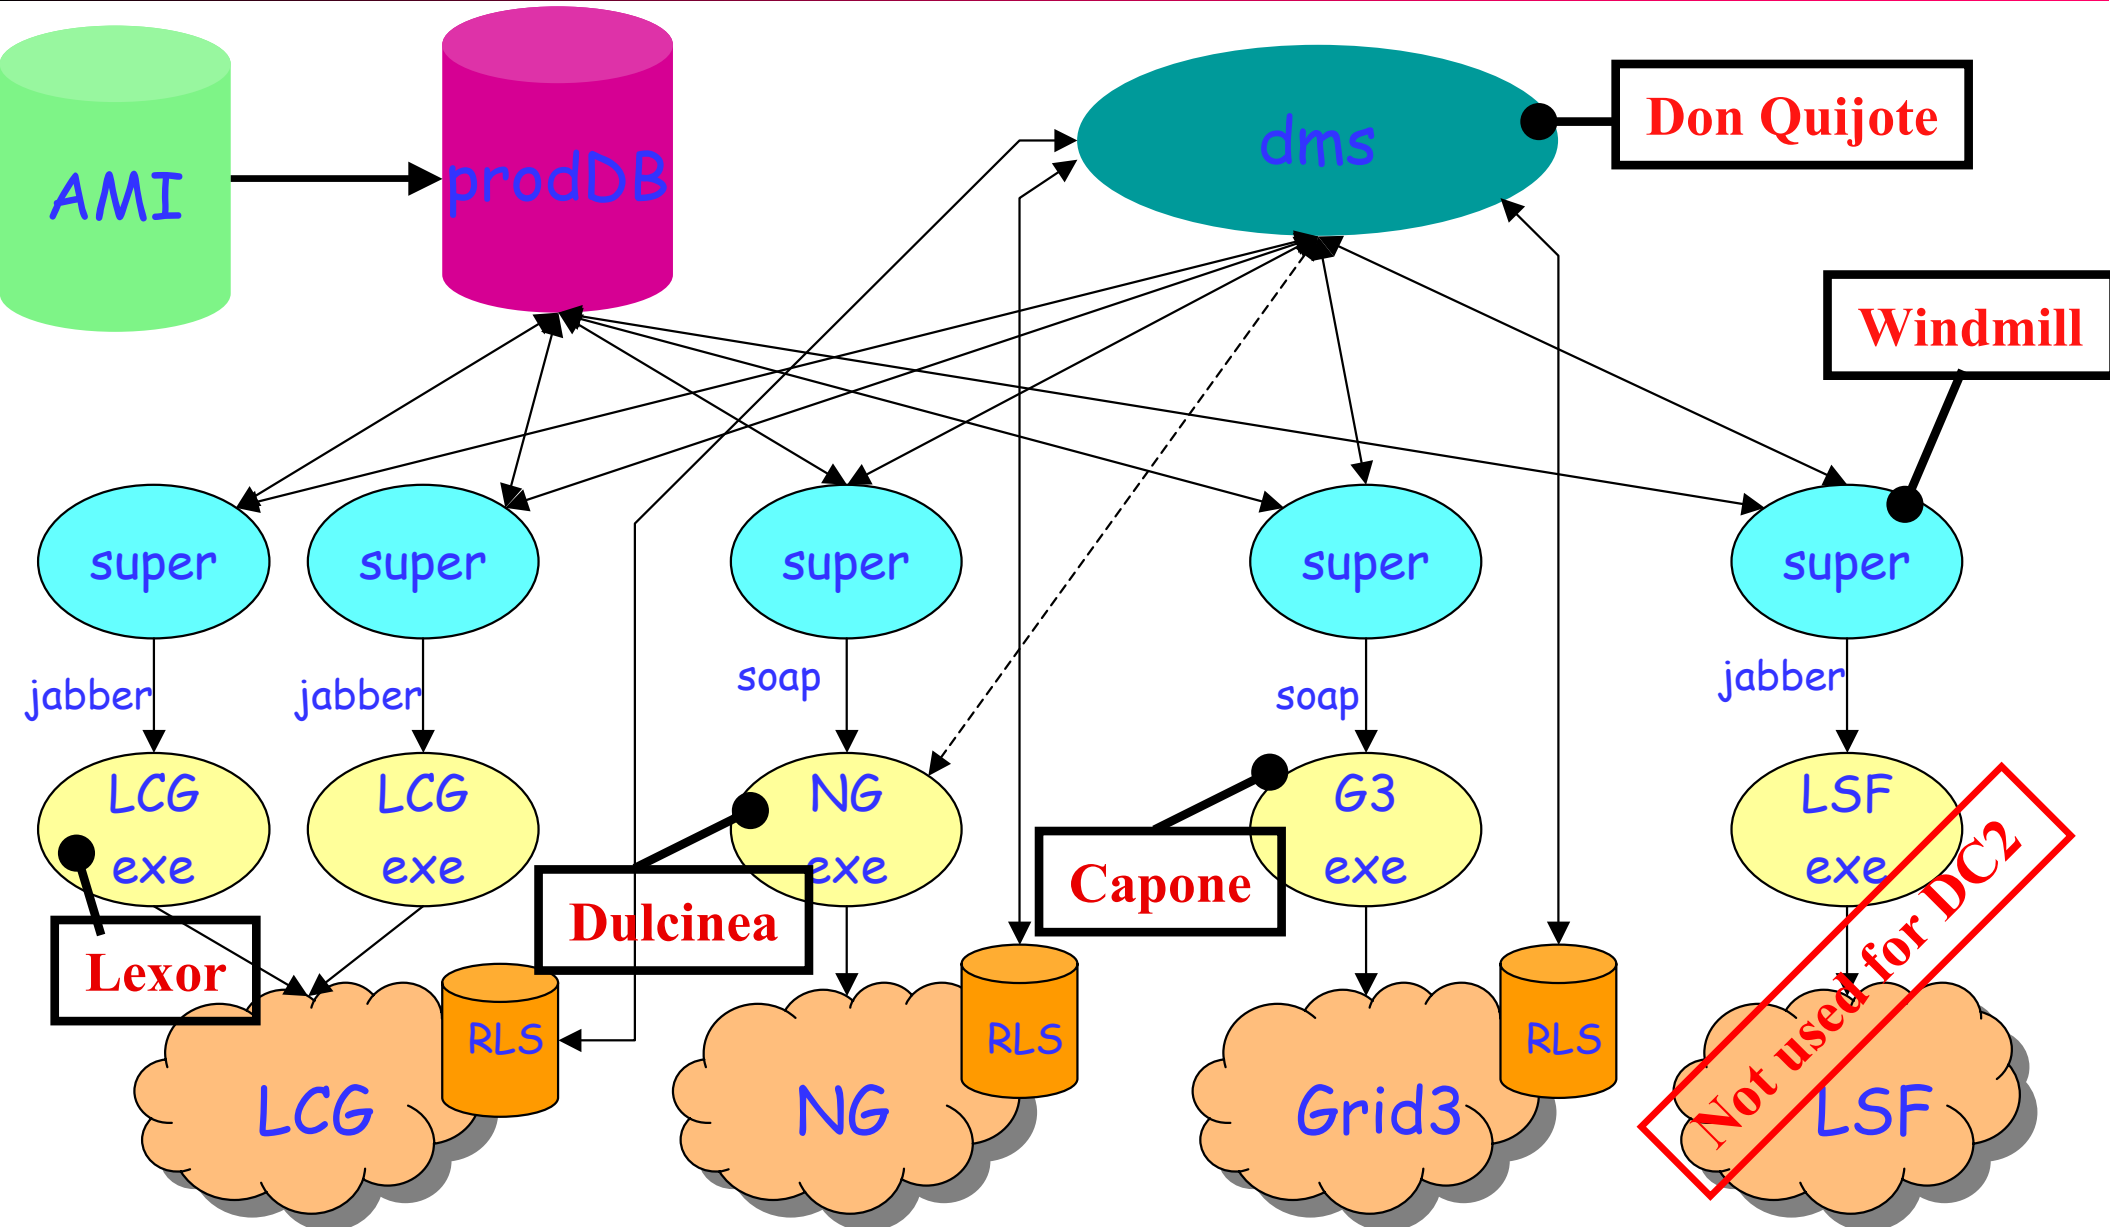 Don Quijote
dms
AMI
prodDB
Windmill
super
super
super
super
super
jabber
jabber
soap
soap
jabber
LCG
exe
LCG
exe
NG
exe
G3
exe
LSF
exe
Lexor
Dulcinea
Capone
Not used for DC2
RLS
RLS
RLS
LCG
NG
Grid3
LSF